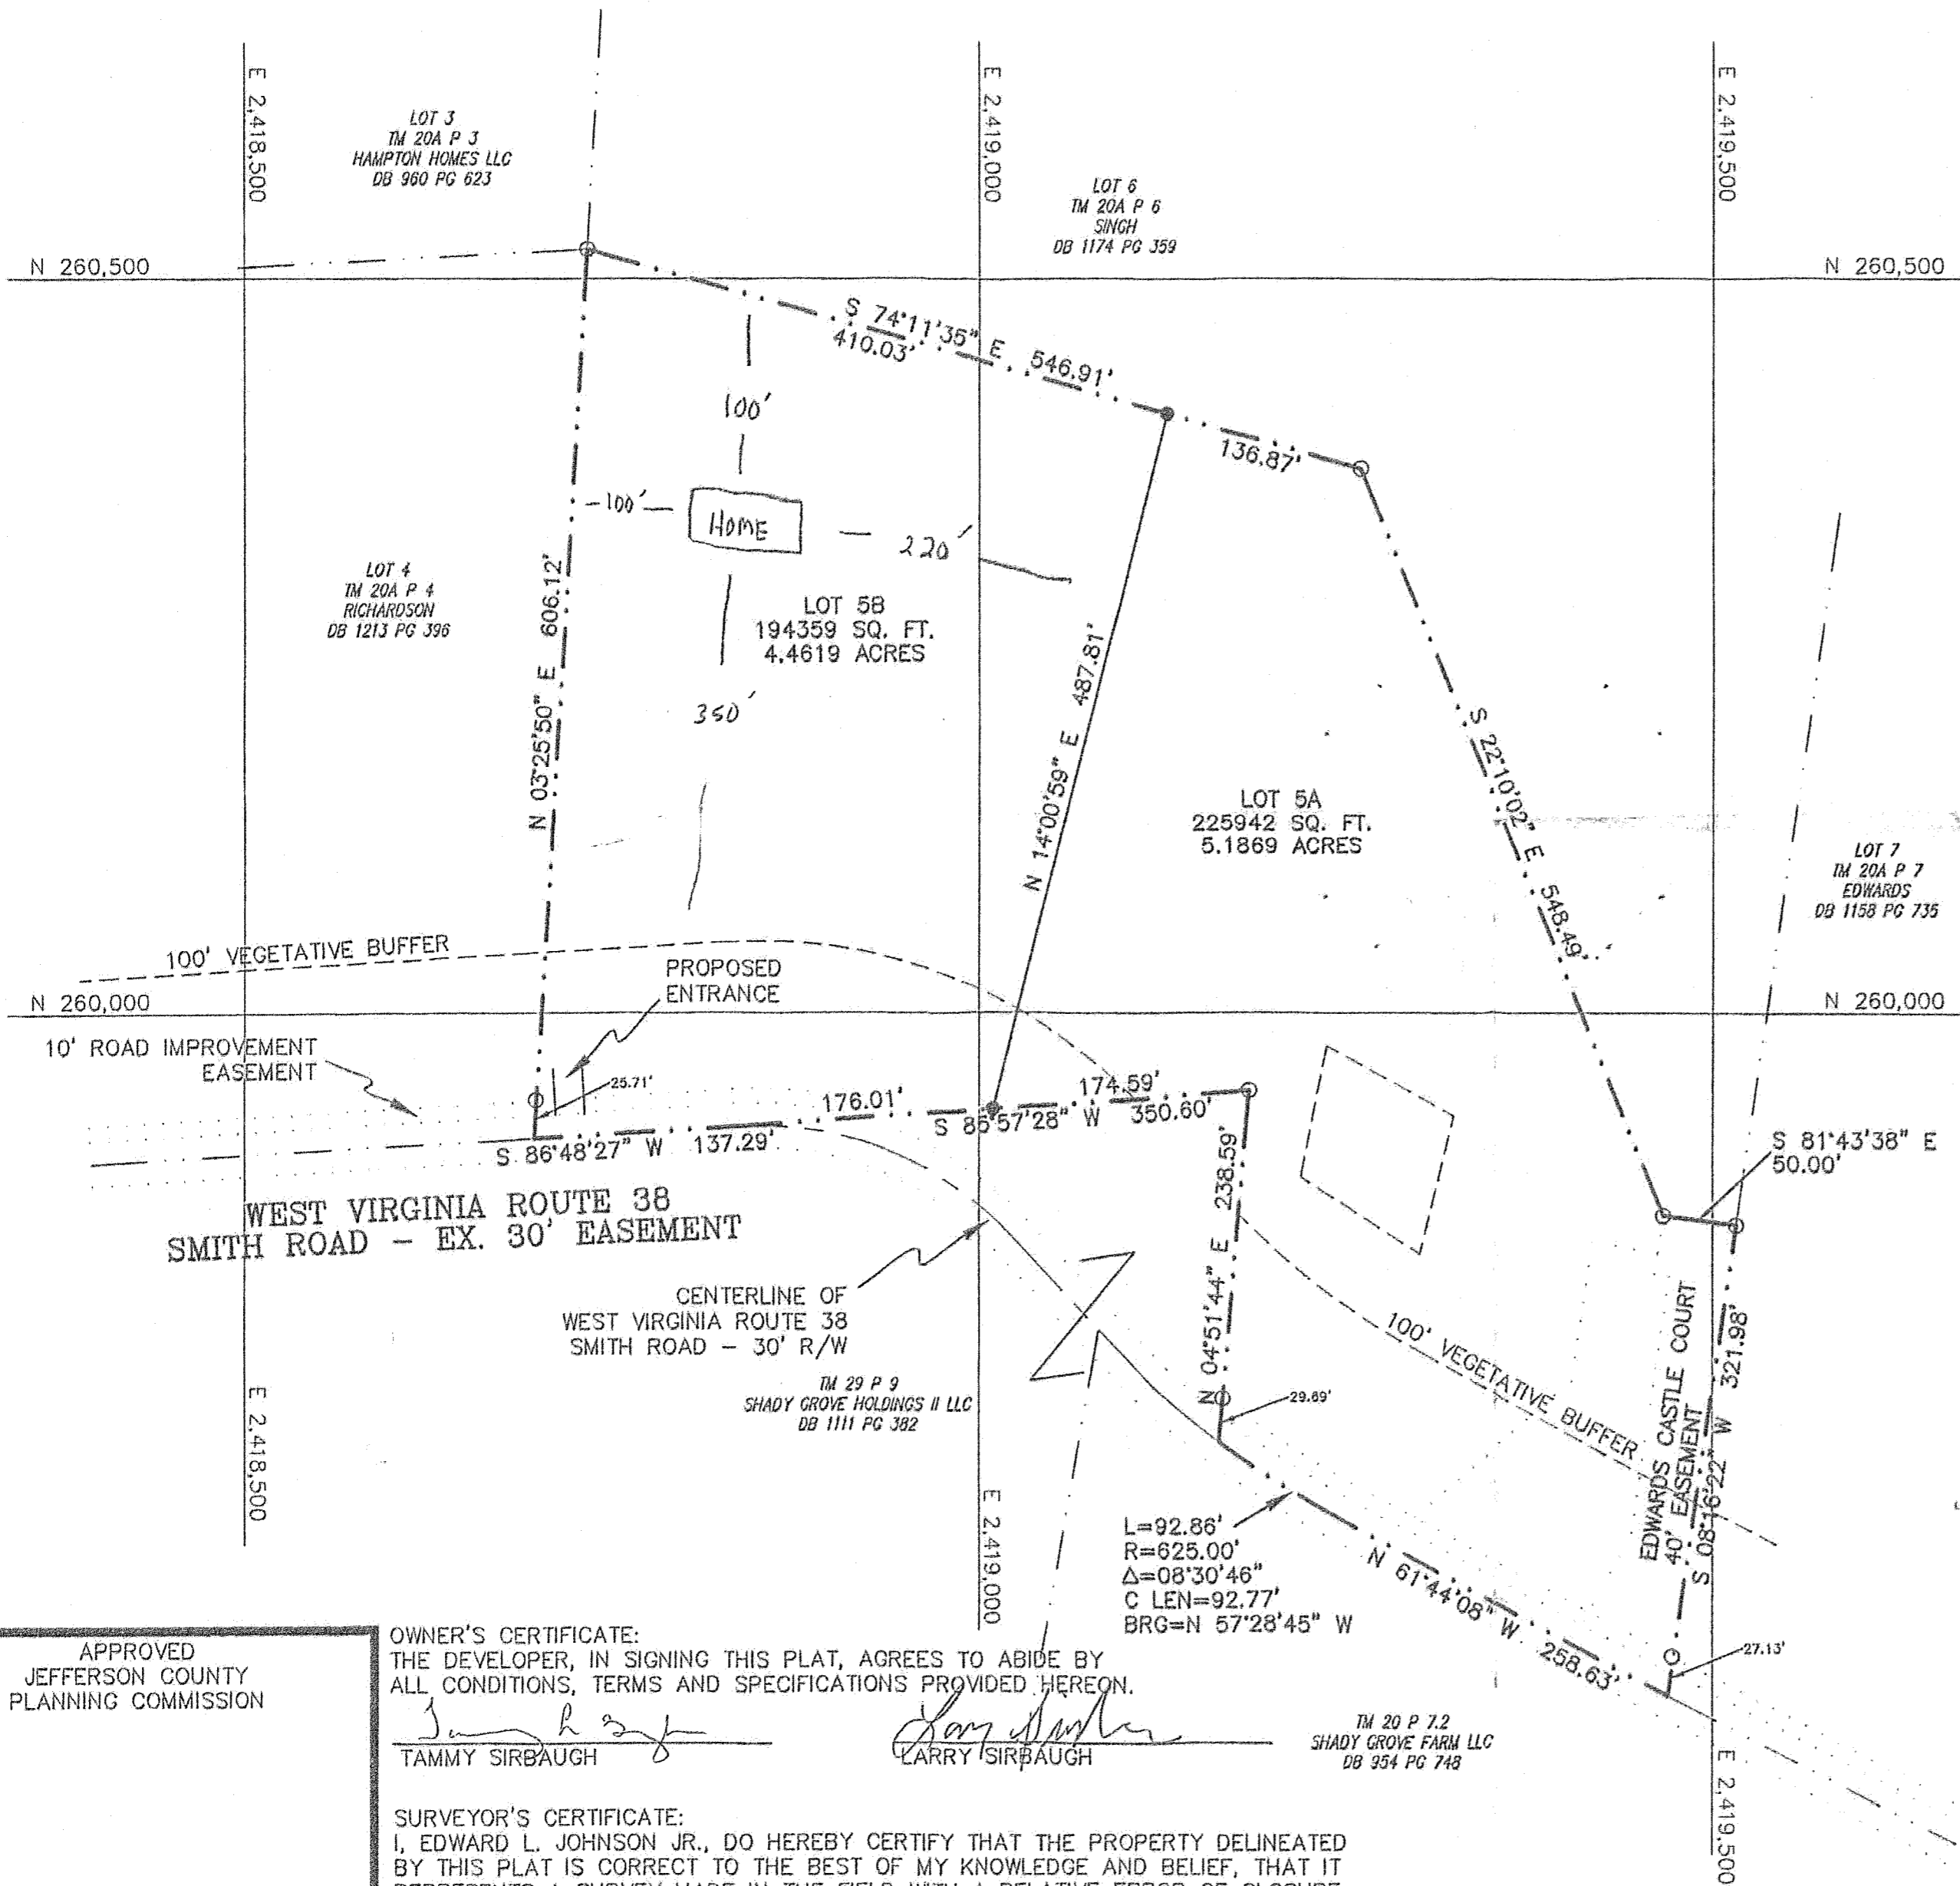 E 2,418,500
E 2,419,000
E 2,419,500
LOT 3
TM 20A P 3
HAMPTON HOMES LLC
DB 960 PG 623
LOT 6
TM 20A P 6
SINGH
DB 1174 PG 359
N 260,500
N 260,500
S 74°11'35" E
410.03'
546.91'
136.87'
100'
-100'
HOME
220'
350'
N 03°25'50" E 606.12'
LOT 4
TM 20A P 4
RICHARDSON
DB 1213 PG 396
LOT 5B
194359 SQ. FT.
4.4619 ACRES
N 14°00'59" E 487.81'
LOT 5A
225942 SQ. FT.
5.1869 ACRES
S 22°10'02" E 548.49'
LOT 7
TM 20A P 7
EDWARDS
DB 1158 PG 735
100' VEGETATIVE BUFFER
PROPOSED
ENTRANCE
N 260,000
N 260,000
10' ROAD IMPROVEMENT
EASEMENT
25.71'
176.01'
174.59'
S 85°57'28" W 350.60'
S 86°48'27" W 137.29'
N 04°51'44" E 238.59'
S 81°43'38" E
50.00'
WEST VIRGINIA ROUTE 38
SMITH ROAD - EX. 30' EASEMENT
CENTERLINE OF
WEST VIRGINIA ROUTE 38
SMITH ROAD - 30' R/W
TM 29 P 9
SHADY GROVE HOLDINGS II LLC
DB 1111 PG 382
29.69'
100' VEGETATIVE BUFFER
EDWARDS CASTLE COURT
40' EASEMENT
S 08°16'22" W 321.98'
E 2,418,500
E 2,419,000
L=92.86'
R=625.00'
Δ=08°30'46"
C LEN=92.77'
BRG=N 57°28'45" W
N 61°44'08" W 258.63'
27.13'
E 2,419,500
TM 20 P 7.2
SHADY GROVE FARM LLC
DB 954 PG 748
APPROVED
JEFFERSON COUNTY
PLANNING COMMISSION
OWNER'S CERTIFICATE:
THE DEVELOPER, IN SIGNING THIS PLAT, AGREES TO ABIDE BY
ALL CONDITIONS, TERMS AND SPECIFICATIONS PROVIDED HEREON.
TAMMY SIRBAUGH
LARRY SIRBAUGH
SURVEYOR'S CERTIFICATE:
I, EDWARD L. JOHNSON JR., DO HEREBY CERTIFY THAT THE PROPERTY DELINEATED
BY THIS PLAT IS CORRECT TO THE BEST OF MY KNOWLEDGE AND BELIEF, THAT IT